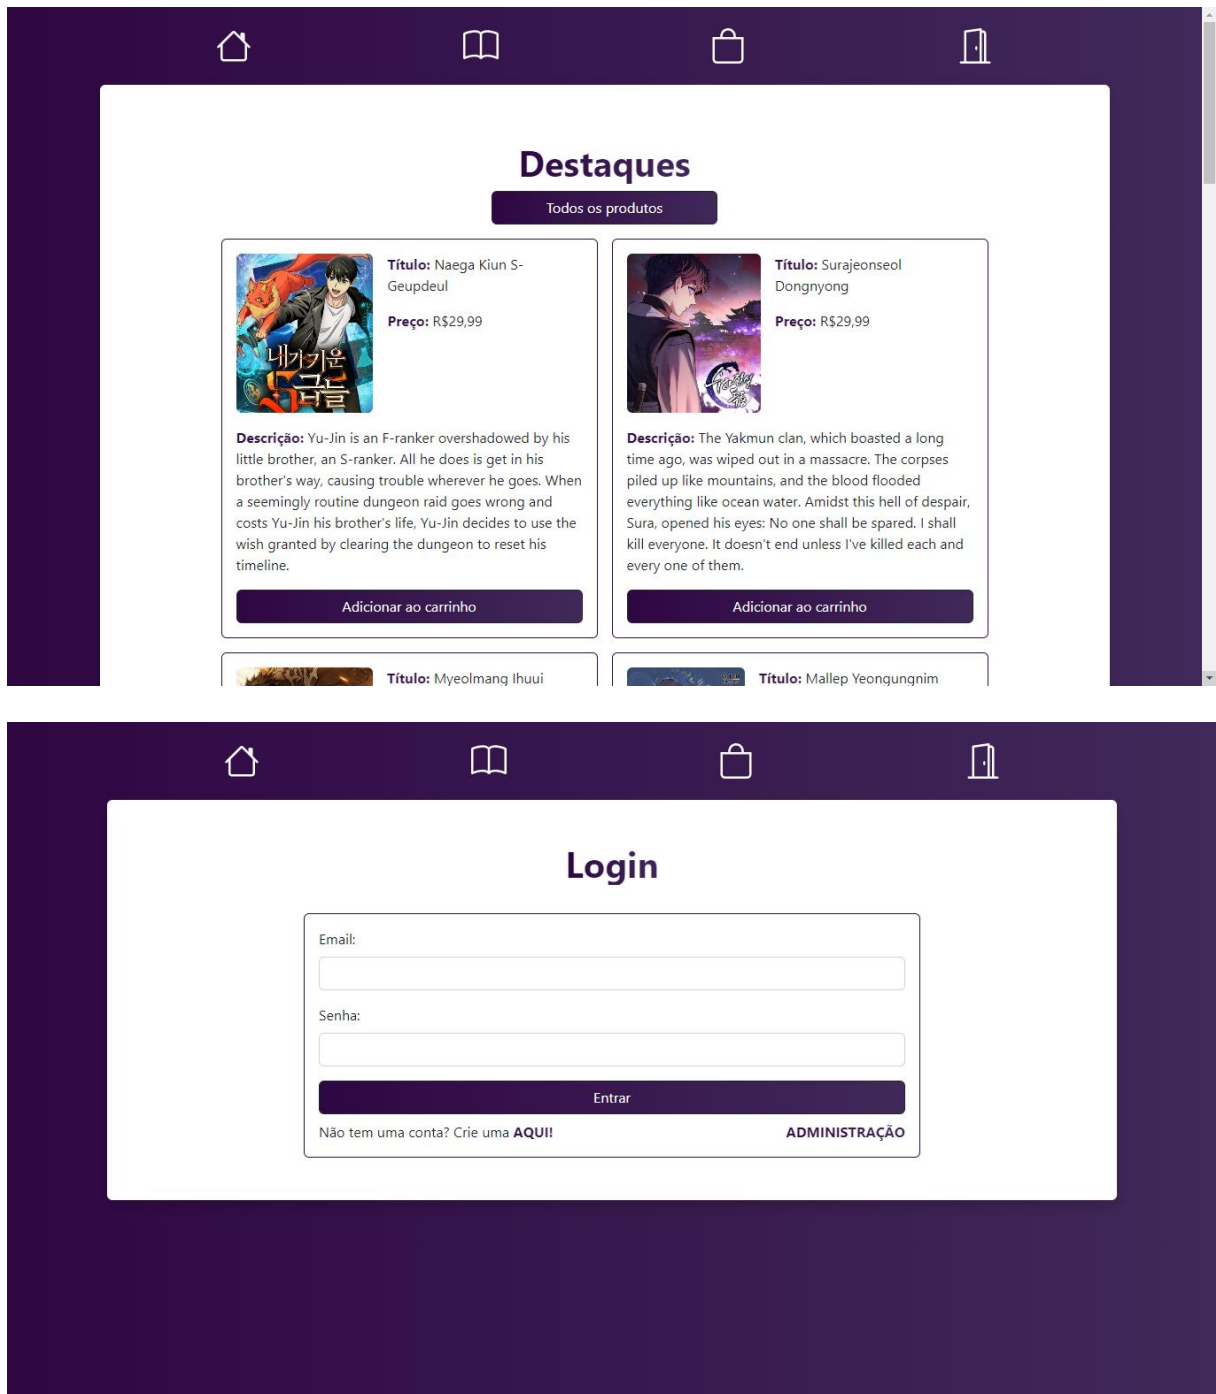 Destaques
Todos os produtos
Título: Naega Kiun S-
Geupdeul
Preço: R$29,99
내가키운
S급들
Descrição: Yu-Jin is an F-ranker overshadowed by his
little brother, an S-ranker. All he does is get in his
brother's way, causing trouble wherever he goes. When
a seemingly routine dungeon raid goes wrong and
costs Yu-Jin his brother's life, Yu-Jin decides to use the
wish granted by clearing the dungeon to reset his
timeline.
Adicionar ao carrinho
Título: Surajeonseol
Dongnyong
Preço: R$29,99
Descrição: The Yakmun clan, which boasted a long
time ago, was wiped out in a massacre. The corpses
piled up like mountains, and the blood flooded
everything like ocean water. Amidst this hell of despair,
Sura, opened his eyes: No one shall be spared. I shall
kill everyone. It doesn't end unless I've killed each and
every one of them.
Adicionar ao carrinho
Título: Myeolmang Ihuui
Título: Mallep Yeongungnim
Login
Email:
Senha:
Entrar
Não tem uma conta? Crie uma AQUI!
ADMINISTRAÇÃO